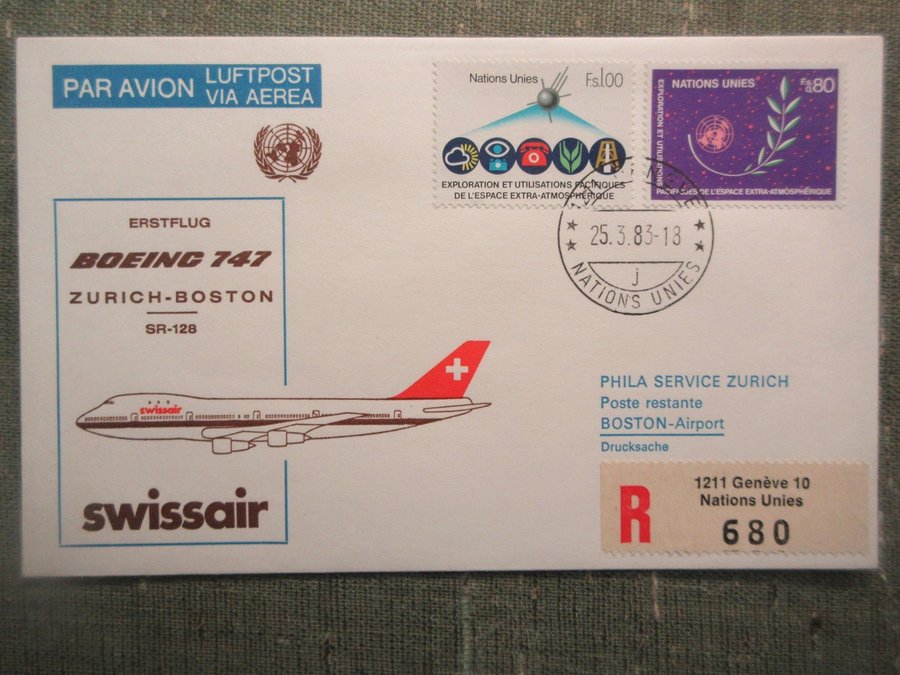 PAR AVION
LUFTPOST
VIA AEREA
ERSTFLUG
BOEING 747
ZURICH-BOSTON
SR-128
swissair
swissair
Nations Unies
Fs.1.00
EXPLORATION ET UTILISATIONS PACIFIQUES
DE L'ESPACE EXTRA-ATMOSPHÉRIQUE
NATIONS UNIES
Fs.
0.80
EXPLORATION ET UTILISATIONS
PACIFIQUES DE L'ESPACE EXTRA-ATMOSPHÉRIQUE
25.3.83-18
j
NATIONS UNIES
PHILA SERVICE ZURICH
Poste restante
BOSTON-Airport
Drucksache
R
1211 Genève 10
Nations Unies
680